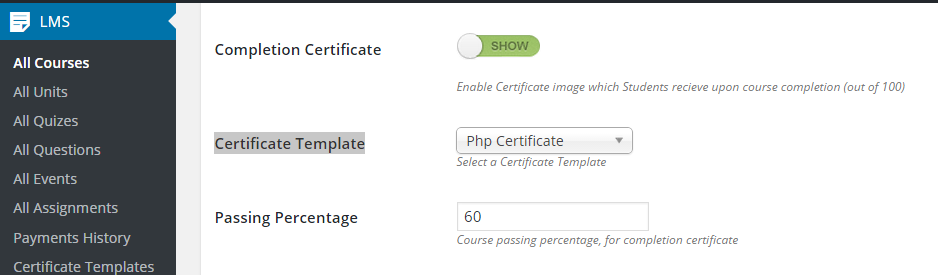 LMS
All Courses
All Units
All Quizes
All Questions
All Events
All Assignments
Payments History
Certificate Templates
Completion Certificate
SHOW
Enable Certificate image which Students recieve upon course completion (out of 100)
Certificate Template
Php Certificate
Select a Certificate Template
Passing Percentage
60
Course passing percentage, for completion certificate